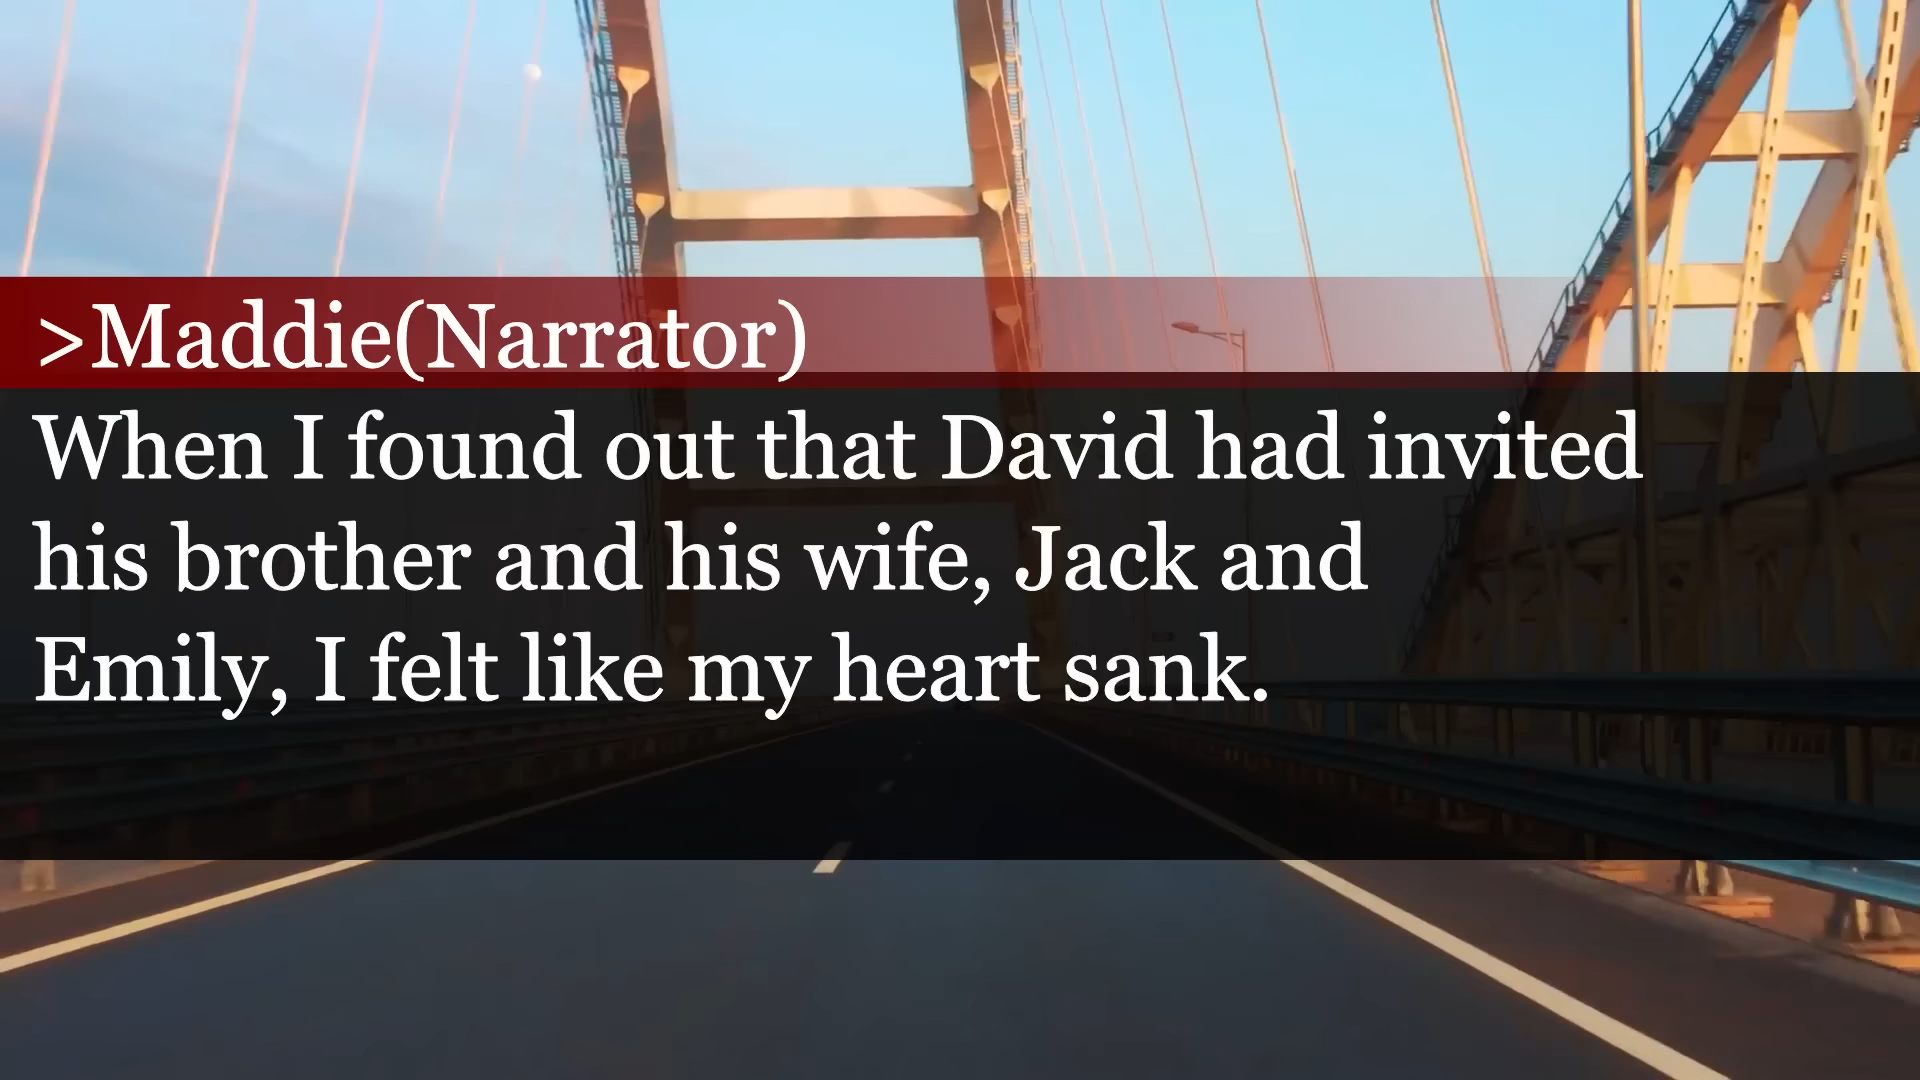 >Maddie(Narrator)
When I found out that David had invited
his brother and his wife, Jack and
Emily, I felt like my heart sank.